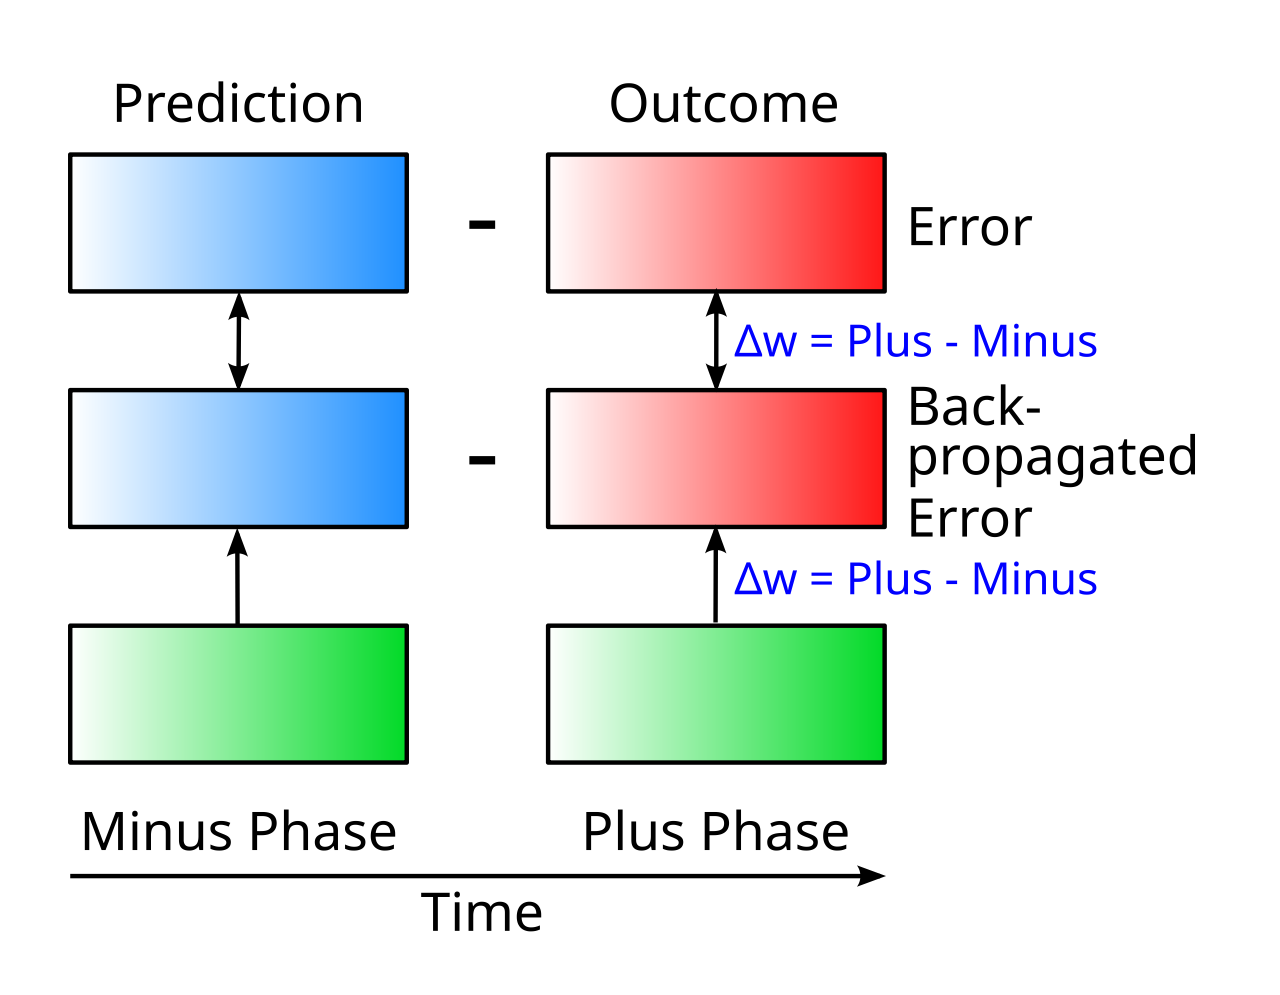 Prediction
Outcome
-
Error
Δw = Plus - Minus
Back-
propagated
Error
-
Δw = Plus - Minus
Minus Phase
Plus Phase
Time